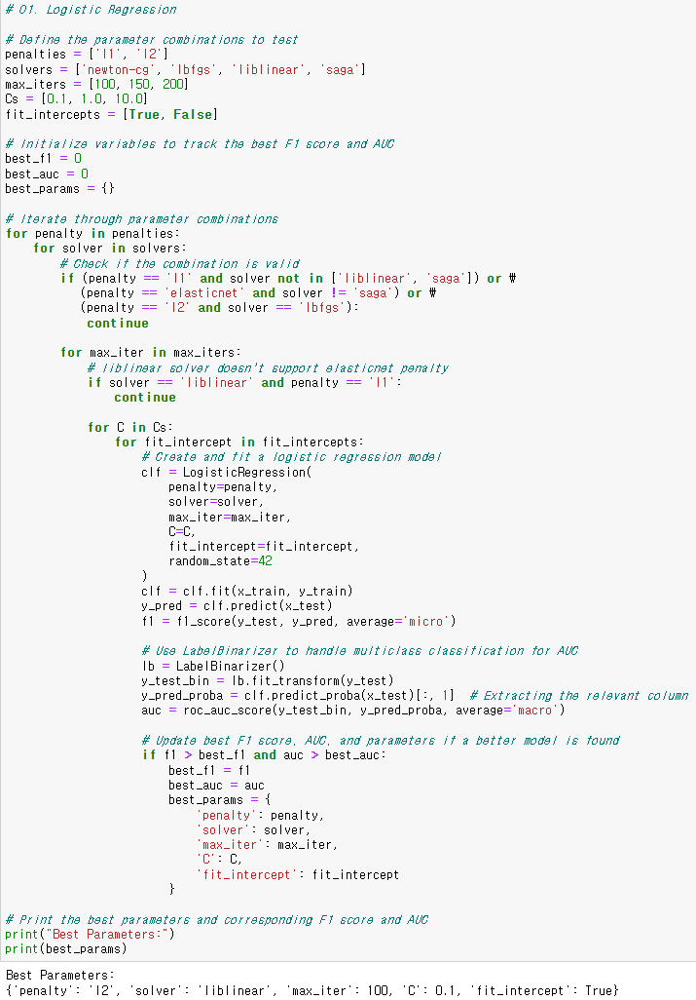 # 01. Logistic Regression

# Define the parameter combinations to test
penalties = ['l1', 'l2']
solvers = ['newton-cg', 'lbfgs', 'liblinear', 'saga']
max_iters = [100, 150, 200]
Cs = [0.1, 1.0, 10.0]
fit_intercepts = [True, False]

# Initialize variables to track the best F1 score and AUC
best_f1 = 0
best_auc = 0
best_params = {}

# Iterate through parameter combinations
for penalty in penalties:
    for solver in solvers:
        # Check if the combination is valid
        if (penalty == 'l1' and solver not in ['liblinear', 'saga']) or ₩
           (penalty == 'elasticnet' and solver != 'saga') or ₩
           (penalty == 'l2' and solver == 'lbfgs'):
            continue

        for max_iter in max_iters:
            # liblinear solver doesn't support elasticnet penalty
            if solver == 'liblinear' and penalty == 'l1':
                continue

            for C in Cs:
                for fit_intercept in fit_intercepts:
                    # Create and fit a logistic regression model
                    clf = LogisticRegression(
                        penalty=penalty,
                        solver=solver,
                        max_iter=max_iter,
                        C=C,
                        fit_intercept=fit_intercept,
                        random_state=42
                    )
                    clf = clf.fit(x_train, y_train)
                    y_pred = clf.predict(x_test)
                    f1 = f1_score(y_test, y_pred, average='micro')

                    # Use LabelBinarizer to handle multiclass classification for AUC
                    lb = LabelBinarizer()
                    y_test_bin = lb.fit_transform(y_test)
                    y_pred_proba = clf.predict_proba(x_test)[:, 1]  # Extracting the relevant column
                    auc = roc_auc_score(y_test_bin, y_pred_proba, average='macro')

                    # Update best F1 score, AUC, and parameters if a better model is found
                    if f1 > best_f1 and auc > best_auc:
                        best_f1 = f1
                        best_auc = auc
                        best_params = {
                            'penalty': penalty,
                            'solver': solver,
                            'max_iter': max_iter,
                            'C': C,
                            'fit_intercept': fit_intercept
                        }

# Print the best parameters and corresponding F1 score and AUC
print("Best Parameters:")
print(best_params)

Best Parameters:
{'penalty': 'l2', 'solver': 'liblinear', 'max_iter': 100, 'C': 0.1, 'fit_intercept': True}